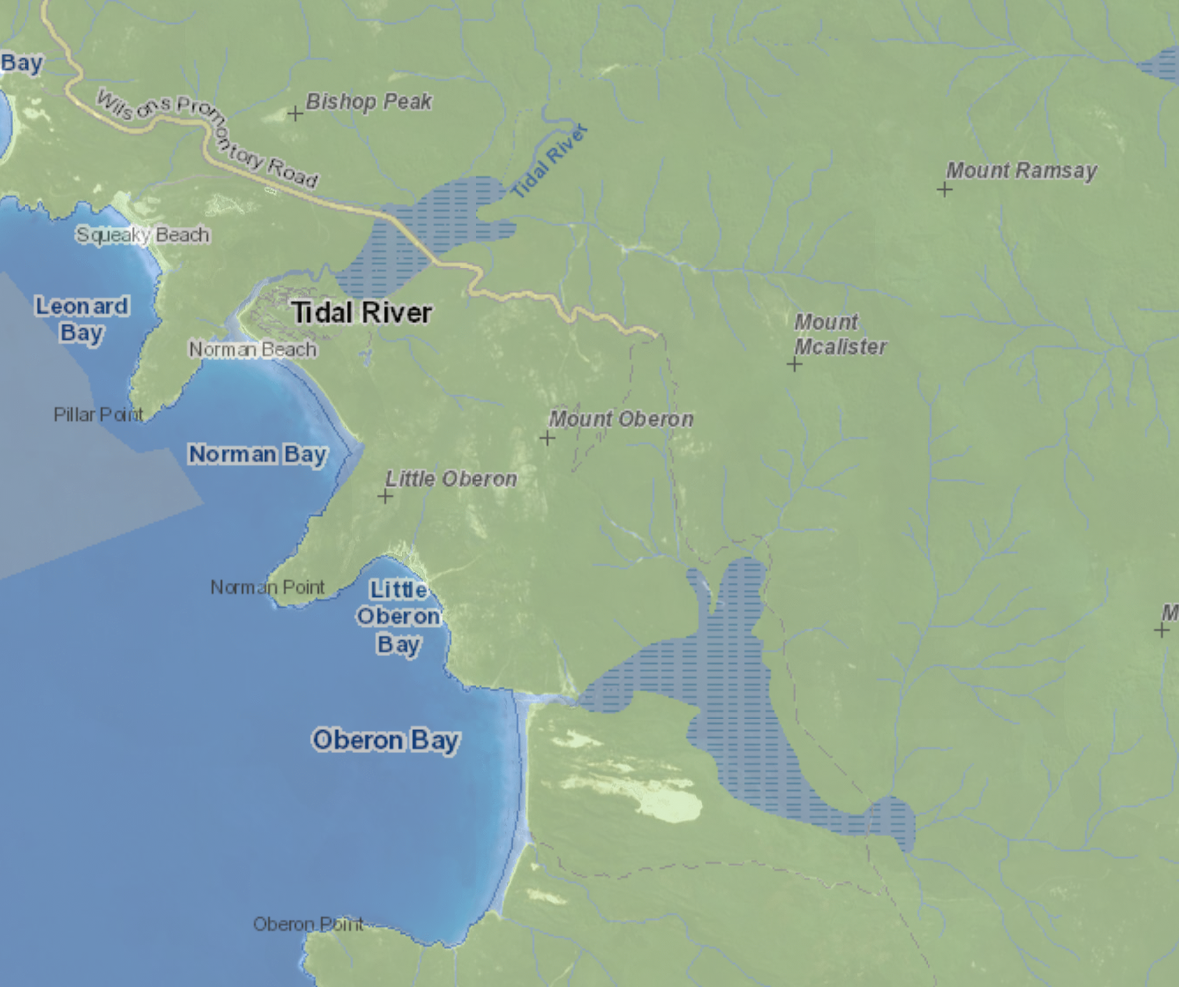 Bay
Wilsons Promontory Road
Bishop Peak
Tidal River
Mount Ramsay
Squeaky Beach
Leonard
Bay
Tidal River
Mount
Mcalister
Norman Beach
Pillar Point
Mount Oberon
Norman Bay
Little Oberon
Norman Point
Little
Oberon
Bay
M
Oberon Bay
Oberon Point